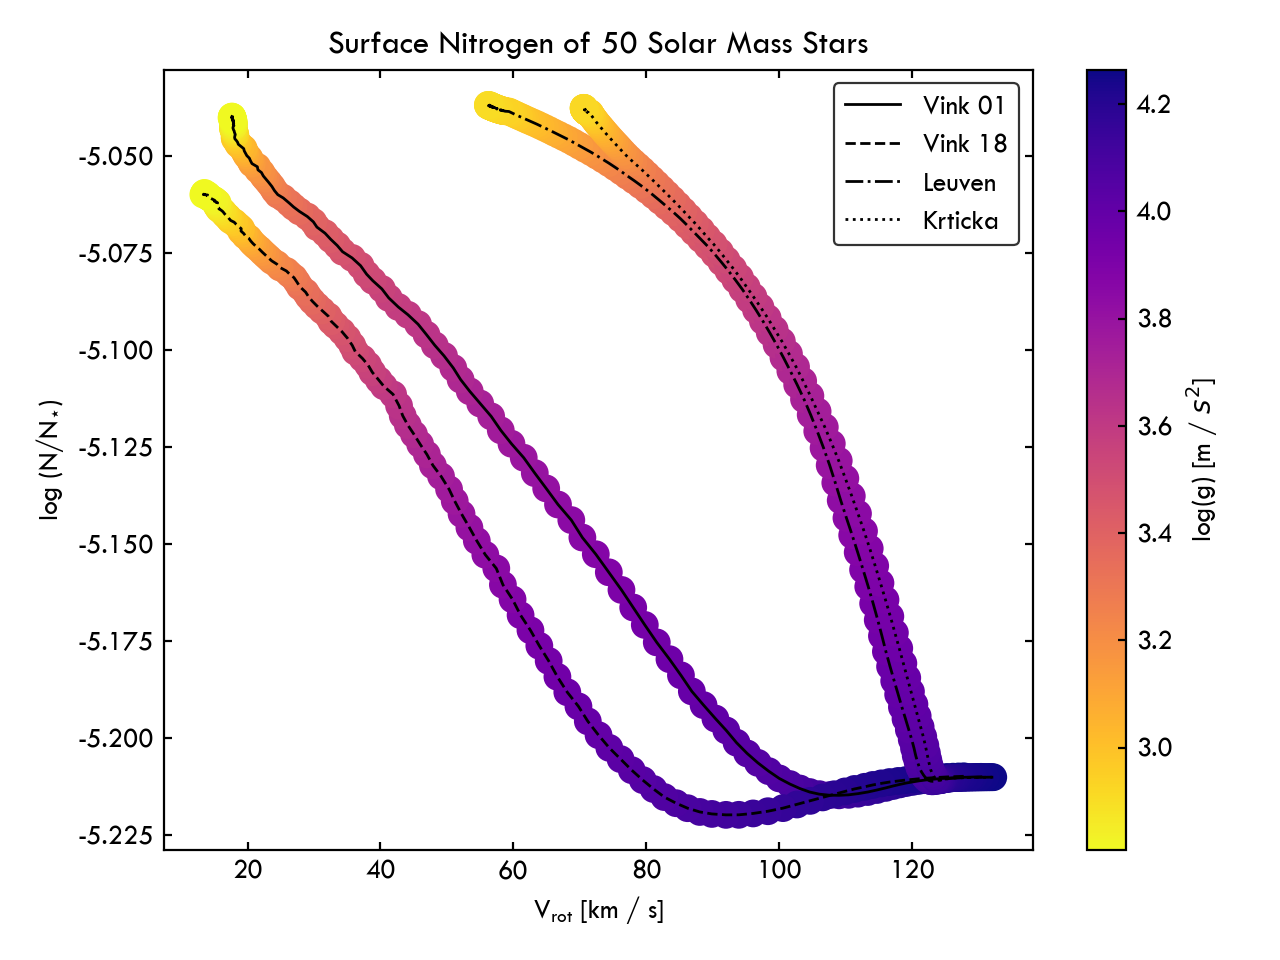 Surface Nitrogen of 50 Solar Mass Stars
Vink 01
Vink 18
Leuven
Krticka
-5.050
-5.075
-5.100
-5.125
-5.150
-5.175
-5.200
-5.225
log (N/N⋆)
20 40 60 80 100 120
V_rot [km / s]
4.2
4.0
3.8
3.6
3.4
3.2
3.0
log(g) [m / s²]